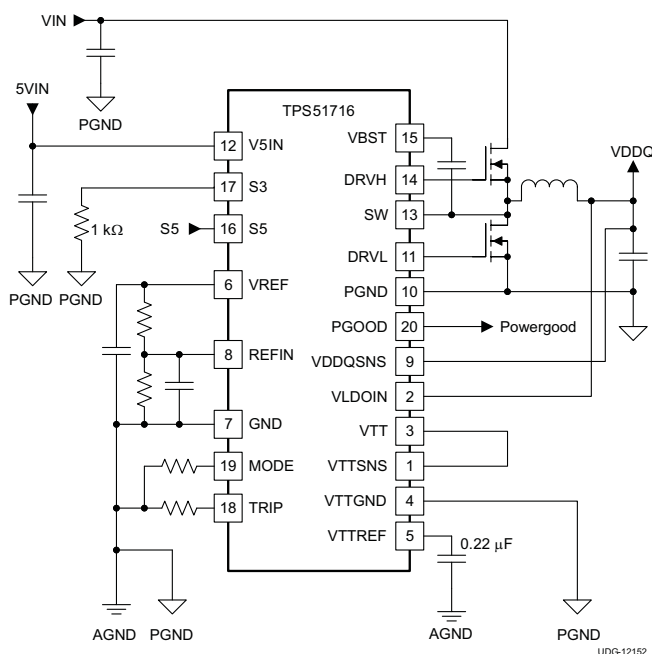 VIN
5VIN
PGND
TPS51716
12 V5IN
17 S3
16 S5
S5
1 kΩ
PGND
PGND
6 VREF
8 REFIN
7 GND
19 MODE
18 TRIP
AGND
PGND
VBST 15
DRVH 14
SW 13
DRVL 11
PGND 10
PGOOD 20
Powergood
VDDQSNS 9
VLDOIN 2
VTT 3
VTTSNS 1
VTTGND 4
VTTREF 5
0.22 μF
VDDQ
AGND
PGND
UDG-12152